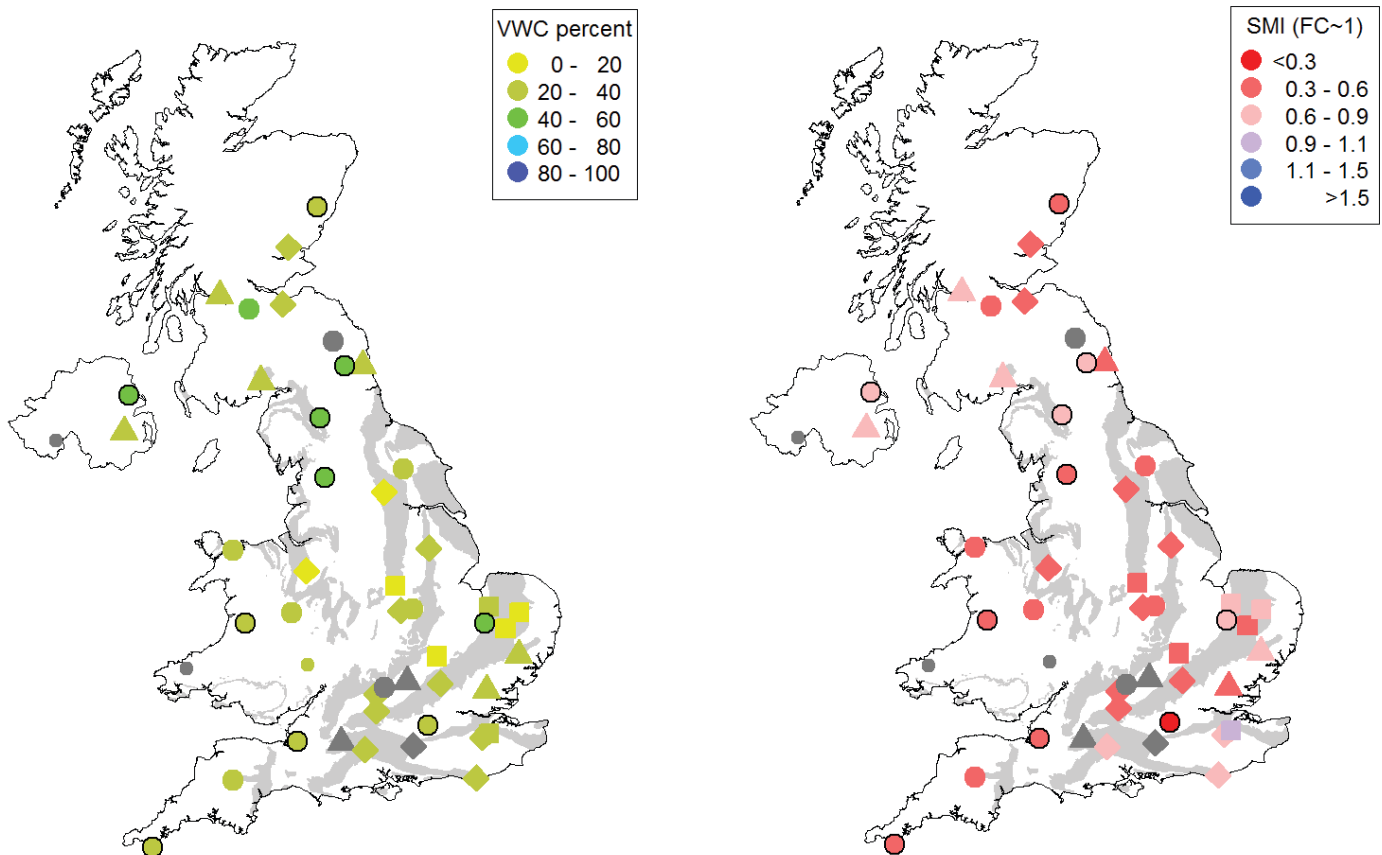 VWC percent
0 - 20
20 - 40
40 - 60
60 - 80
80 - 100
SMI (FC~1)
<0.3
0.3 - 0.6
0.6 - 0.9
0.9 - 1.1
1.1 - 1.5
>1.5